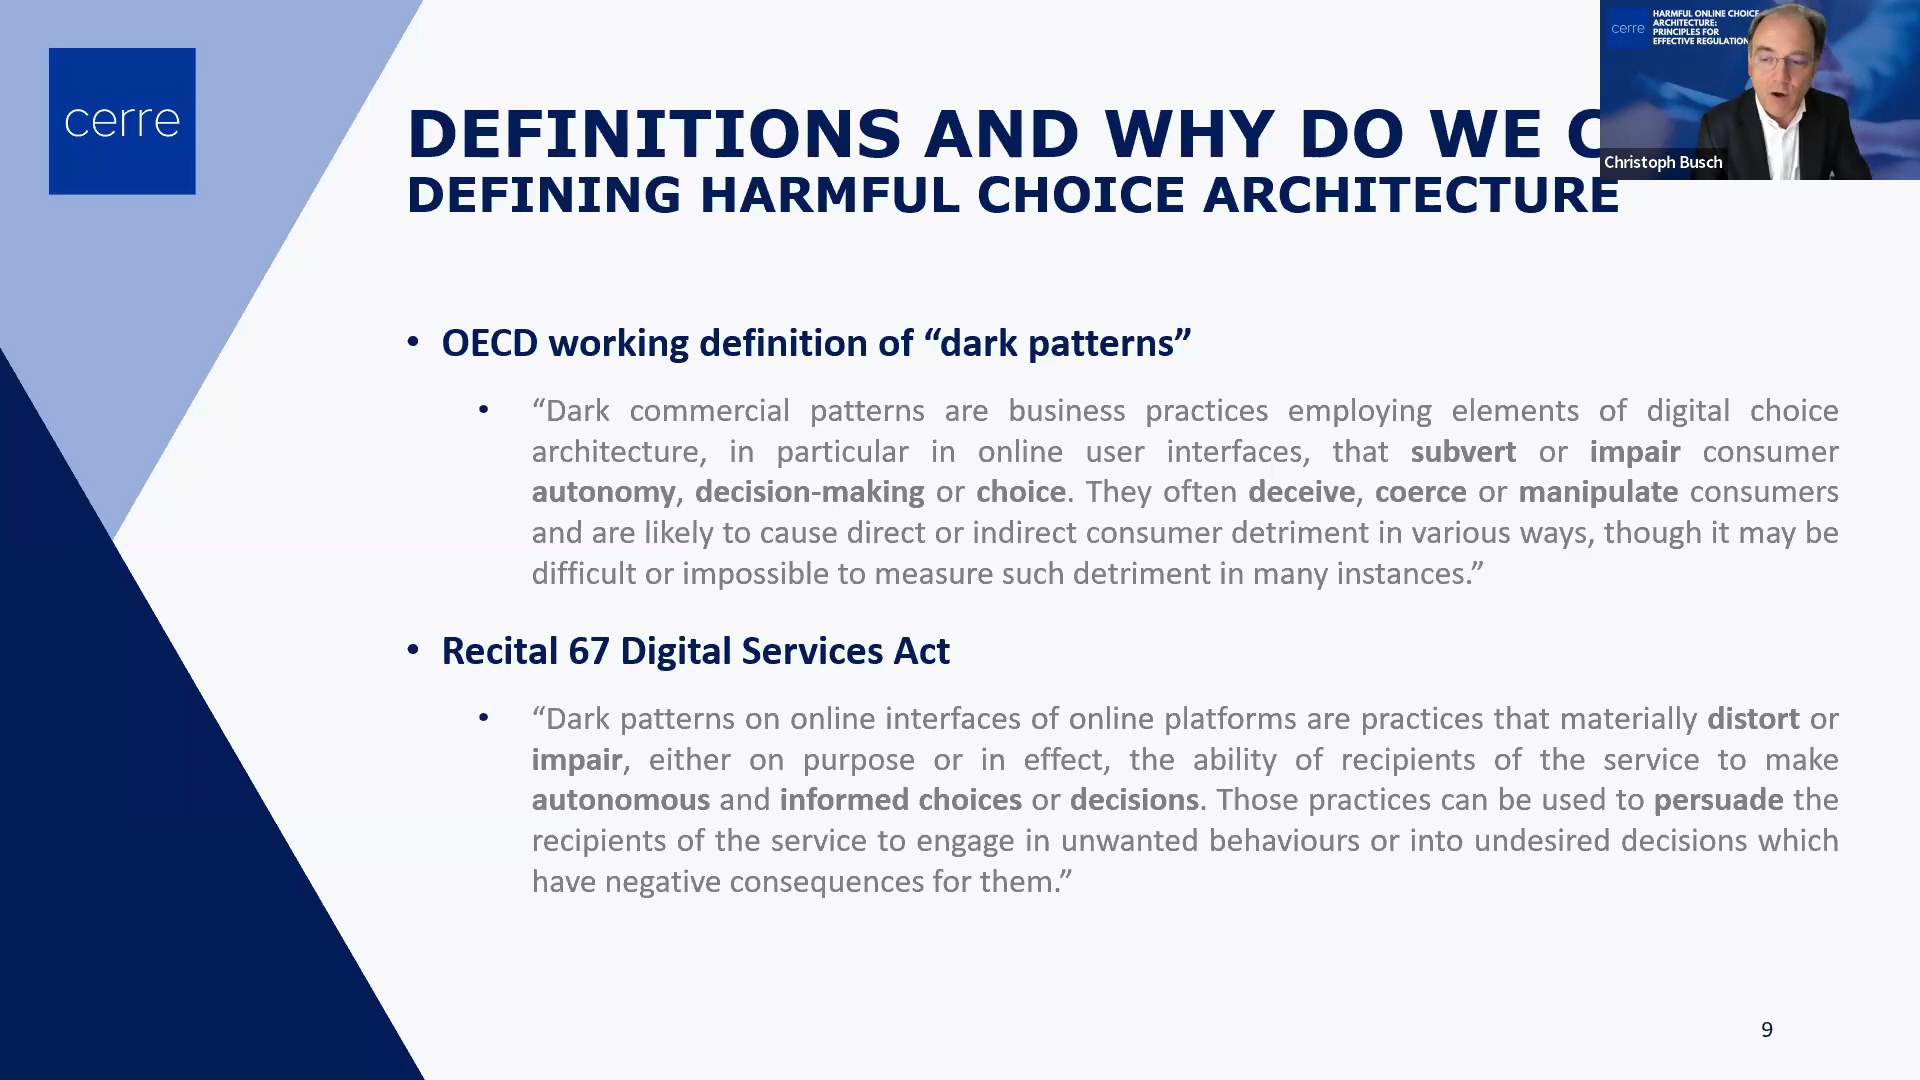 cerre
DEFINITIONS AND WHY DO WE
DEFINING HARMFUL CHOICE ARCHITECTURE
cerre
HARMFUL ONLINE CHOICE
ARCHITECTURE:
PRINCIPLES FOR
EFFECTIVE REGULATION
Christoph Busch
• OECD working definition of “dark patterns”
• “Dark commercial patterns are business practices employing elements of digital choice
architecture, in particular in online user interfaces, that subvert or impair consumer
autonomy, decision-making or choice. They often deceive, coerce or manipulate consumers
and are likely to cause direct or indirect consumer detriment in various ways, though it may be
difficult or impossible to measure such detriment in many instances.”
• Recital 67 Digital Services Act
• “Dark patterns on online interfaces of online platforms are practices that materially distort or
impair, either on purpose or in effect, the ability of recipients of the service to make
autonomous and informed choices or decisions. Those practices can be used to persuade the
recipients of the service to engage in unwanted behaviours or into undesired decisions which
have negative consequences for them.”
9